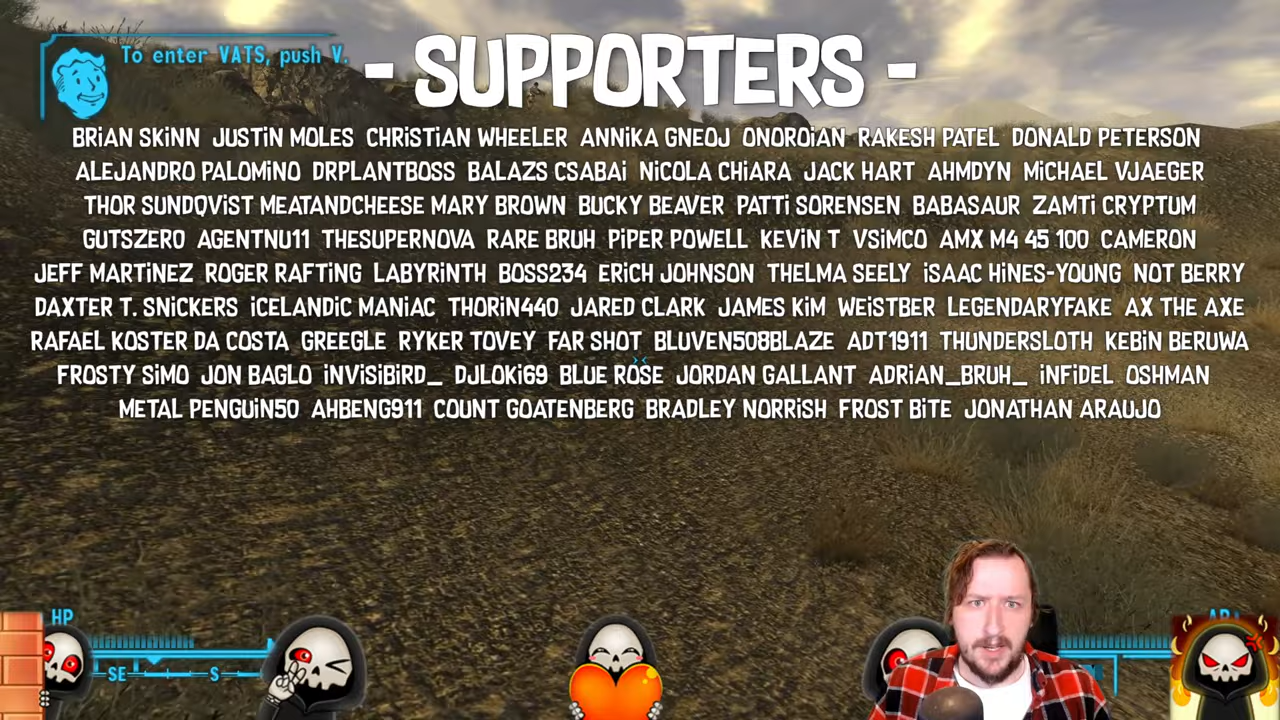 To enter VATS, push V.
- SUPPORTERS -
BRiAN SKiNN JUSTiN MOLES CHRiSTiAN WHEELER ANNiKA GNEOJ ONOROiAN RAKESH PATEL DONALD PETERSON
ALEJANDRO PALOMiNO DRPLANTBOSS BALAZS CSABAi NiCOLA CHiARA JACK HART AHMDYN MiCHAEL VJAEGER
THOR SUNDQViST MEATANDCHEESE MARY BROWN BUCKY BEAVER PATTi SORENSEN BABASAUR ZAMTi CRYPTUM
GUTSZERO AGENTNU11 THESUPERNOVA RARE BRUH PiPER POWELL KEViN T VSiMCO AMX M4 45 100 CAMERON
JEFF MARTiNEZ ROGER RAFTiNG LABYRiNTH BOSS234 ERiCH JOHNSON THELMA SEELY iSAAC HiNES-YOUNG NOT BERRY
DAXTER T. SNiCKERS iCELANDiC MANiAC THORiN440 JARED CLARK JAMES KiM WEiSTBER LEGENDARYFAKE AX THE AXE
RAFAEL KOSTER DA COSTA GREEGLE RYKER TOVEY FAR SHOT BLUVEN508BLAZE ADT1911 THUNDERSLOTH KEBiN BERUWA
FROSTY SiMO JON BAGLO iNViSiBiRD_ DJLOKi69 BLUE ROSE JORDAN GALLANT ADRiAN_BRUH_ iNFiDEL OSHMAN
METAL PENGUiN50 AHBENG911 COUNT GOATENBERG BRADLEY NORRiSH FROST BiTE JONATHAN ARAUJO
HP
SE S